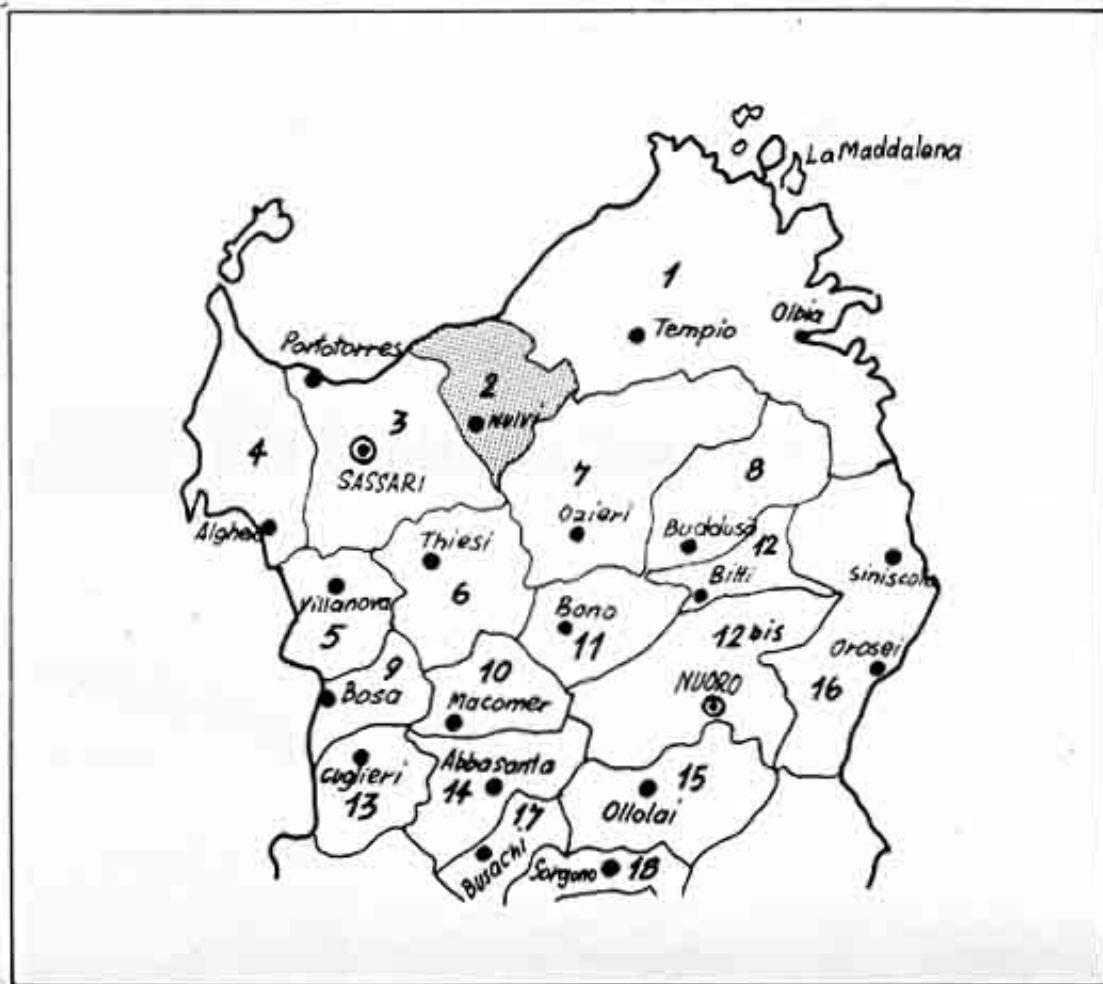 La Maddalena
1
Tempio
Olbia
Portotorres
2
Nulvi
3
SASSARI
4
Alghero
7
Ozieri
8
Buddusò
12
Bitti
Siniscola
Thiesi
6
Villanova
5
Bono
11
12 bis
Orosei
16
NUORO
9
Bosa
10
Macomer
Cuglieri
13
Abbasanta
14
15
Ollolai
17
Busachi
Sorgono
18